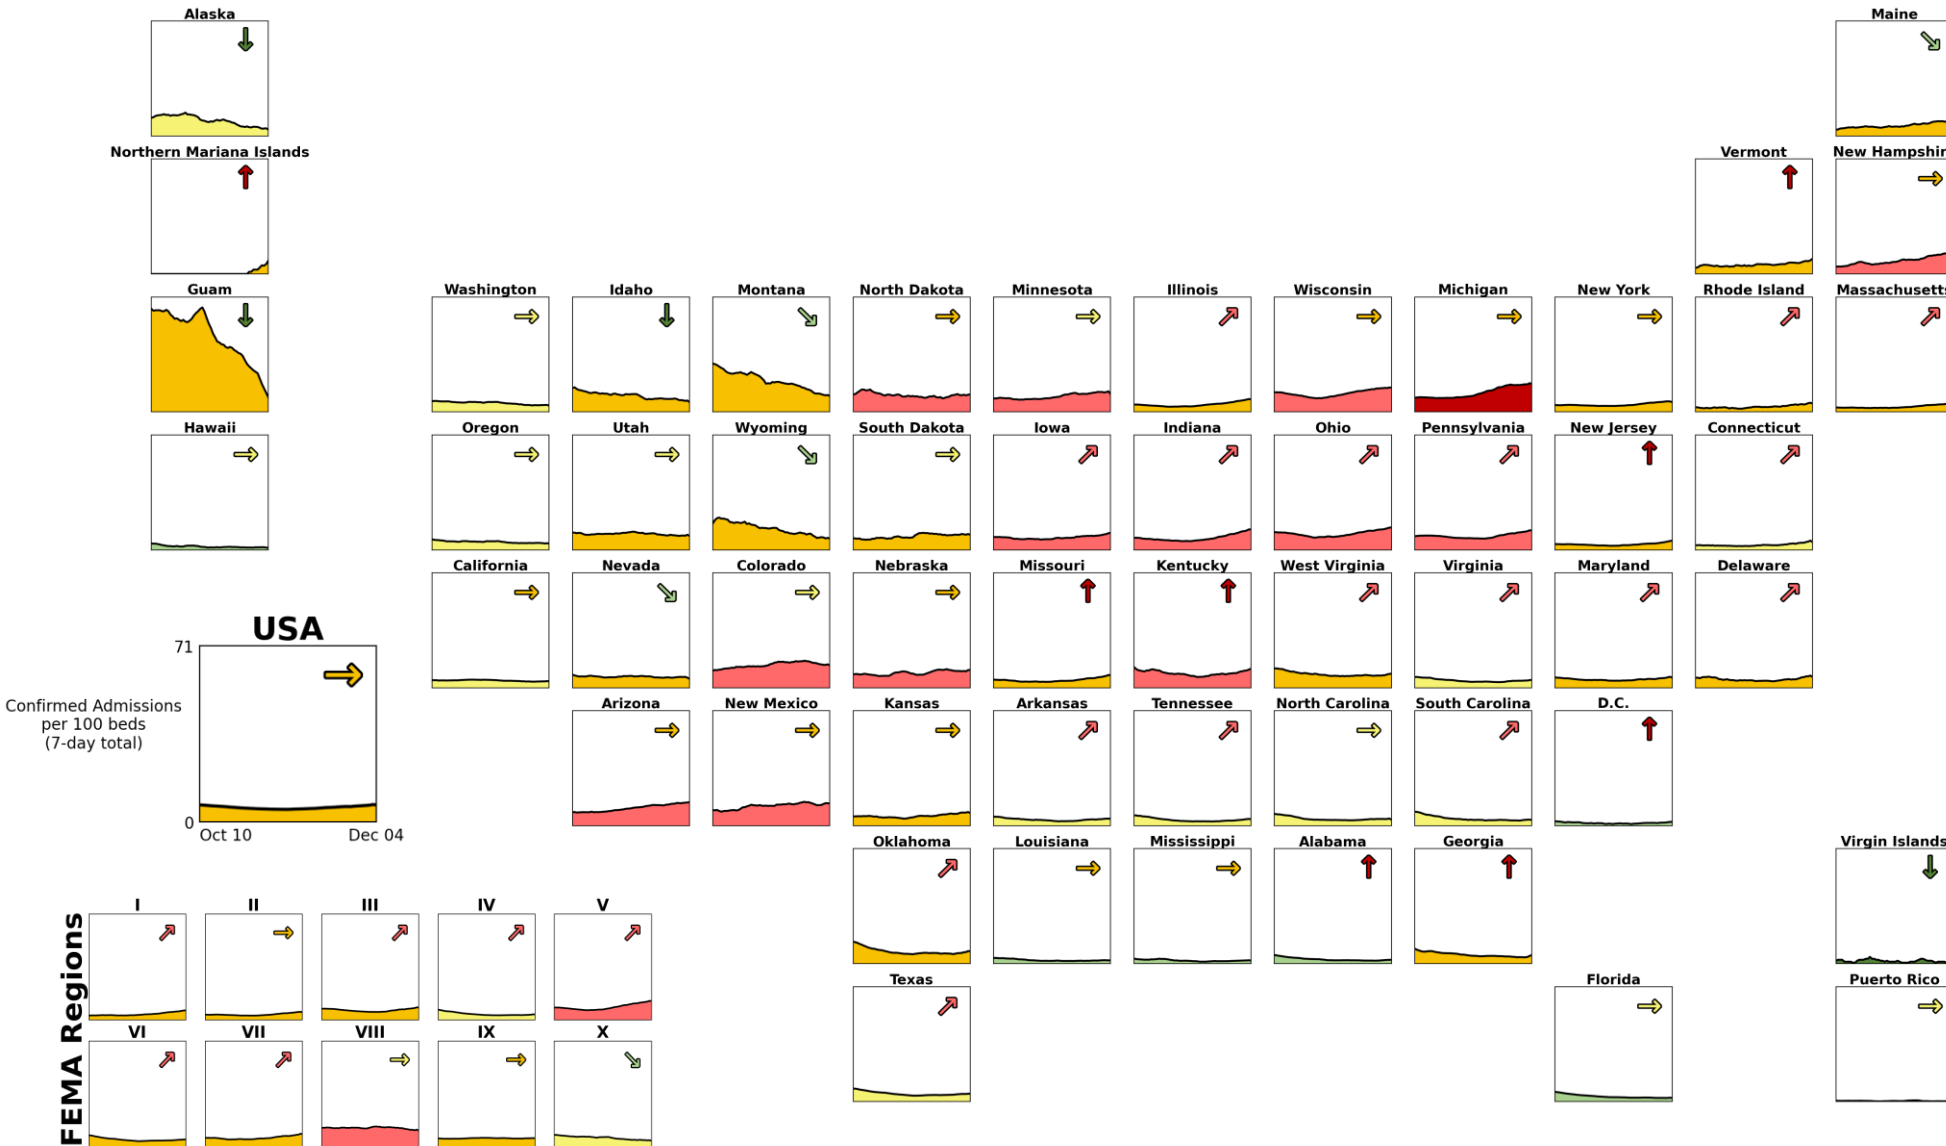 Alaska
Maine
Northern Mariana Islands
Vermont
New Hampshir
Guam
Washington
Idaho
Montana
North Dakota
Minnesota
Illinois
Wisconsin
Michigan
New York
Rhode Island
Massachusetts
Hawaii
Oregon
Utah
Wyoming
South Dakota
Iowa
Indiana
Ohio
Pennsylvania
New Jersey
Connecticut
California
Nevada
Colorado
Nebraska
Missouri
Kentucky
West Virginia
Virginia
Maryland
Delaware
USA
71
Confirmed Admissions
per 100 beds
(7-day total)
0
Oct 10
Dec 04
Arizona
New Mexico
Kansas
Arkansas
Tennessee
North Carolina
South Carolina
D.C.
Oklahoma
Louisiana
Mississippi
Alabama
Georgia
Virgin Islands
Texas
Florida
Puerto Rico
FEMA Regions
I
II
III
IV
V
VI
VII
VIII
IX
X